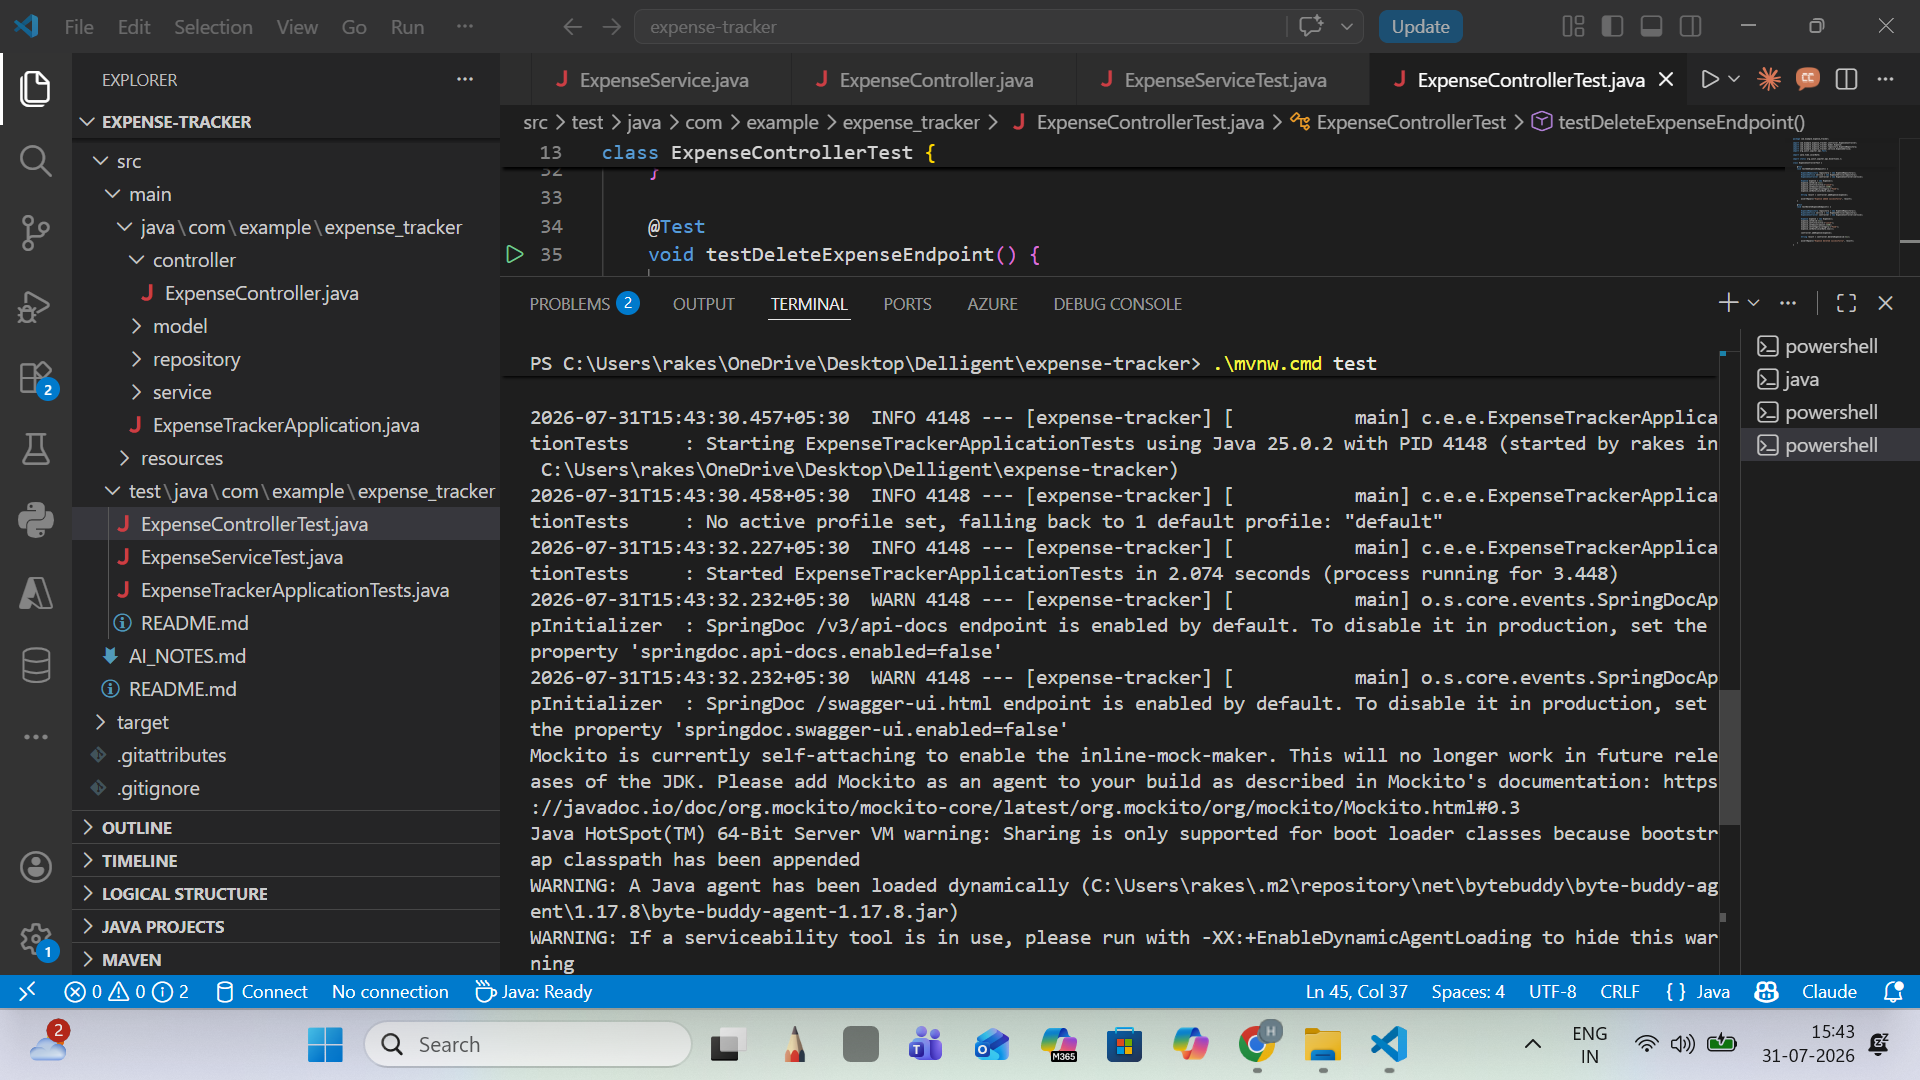 File Edit Selection View Go Run ...
expense-tracker
Update
EXPLORER
ExpenseService.java
ExpenseController.java
ExpenseServiceTest.java
ExpenseControllerTest.java
EXPENSE-TRACKER
src
main
java\com\example\expense_tracker
controller
ExpenseController.java
model
repository
service
ExpenseTrackerApplication.java
resources
test\java\com\example\expense_tracker
ExpenseControllerTest.java
ExpenseServiceTest.java
ExpenseTrackerApplicationTests.java
README.md
AI_NOTES.md
README.md
target
.gitattributes
.gitignore
OUTLINE
TIMELINE
LOGICAL STRUCTURE
JAVA PROJECTS
MAVEN
2
1
src > test > java > com > example > expense_tracker > ExpenseControllerTest.java > ExpenseControllerTest > testDeleteExpenseEndpoint()
13 class ExpenseControllerTest {
32 }
33
34 @Test
35 void testDeleteExpenseEndpoint() {
PROBLEMS 2 OUTPUT TERMINAL PORTS AZURE DEBUG CONSOLE
PS C:\Users\rakes\OneDrive\Desktop\Delligent\expense-tracker> .\mvnw.cmd test
2026-07-31T15:43:30.457+05:30 INFO 4148 --- [expense-tracker] [ main] c.e.e.ExpenseTrackerApplica
tionTests : Starting ExpenseTrackerApplicationTests using Java 25.0.2 with PID 4148 (started by rakes in
C:\Users\rakes\OneDrive\Desktop\Delligent\expense-tracker)
2026-07-31T15:43:30.458+05:30 INFO 4148 --- [expense-tracker] [ main] c.e.e.ExpenseTrackerApplica
tionTests : No active profile set, falling back to 1 default profile: "default"
2026-07-31T15:43:32.227+05:30 INFO 4148 --- [expense-tracker] [ main] c.e.e.ExpenseTrackerApplica
tionTests : Started ExpenseTrackerApplicationTests in 2.074 seconds (process running for 3.448)
2026-07-31T15:43:32.232+05:30 WARN 4148 --- [expense-tracker] [ main] o.s.core.events.SpringDocAp
pInitializer : SpringDoc /v3/api-docs endpoint is enabled by default. To disable it in production, set the
property 'springdoc.api-docs.enabled=false'
2026-07-31T15:43:32.232+05:30 WARN 4148 --- [expense-tracker] [ main] o.s.core.events.SpringDocAp
pInitializer : SpringDoc /swagger-ui.html endpoint is enabled by default. To disable it in production, set
the property 'springdoc.swagger-ui.enabled=false'
Mockito is currently self-attaching to enable the inline-mock-maker. This will no longer work in future rele
ases of the JDK. Please add Mockito as an agent to your build as described in Mockito's documentation: https
://javadoc.io/doc/org.mockito/mockito-core/latest/org.mockito/org/mockito/Mockito.html#0.3
Java HotSpot(TM) 64-Bit Server VM warning: Sharing is only supported for boot loader classes because bootstr
ap classpath has been appended
WARNING: A Java agent has been loaded dynamically (C:\Users\rakes\.m2\repository\net\bytebuddy\byte-buddy-ag
ent\1.17.8\byte-buddy-agent-1.17.8.jar)
WARNING: If a serviceability tool is in use, please run with -XX:+EnableDynamicAgentLoading to hide this war
ning
powershell
java
powershell
powershell
0 0 2 Connect No connection Java: Ready
Ln 45, Col 37 Spaces: 4 UTF-8 CRLF { } Java Claude
2
Search
M365
H
ENG
IN
15:43
31-07-2026